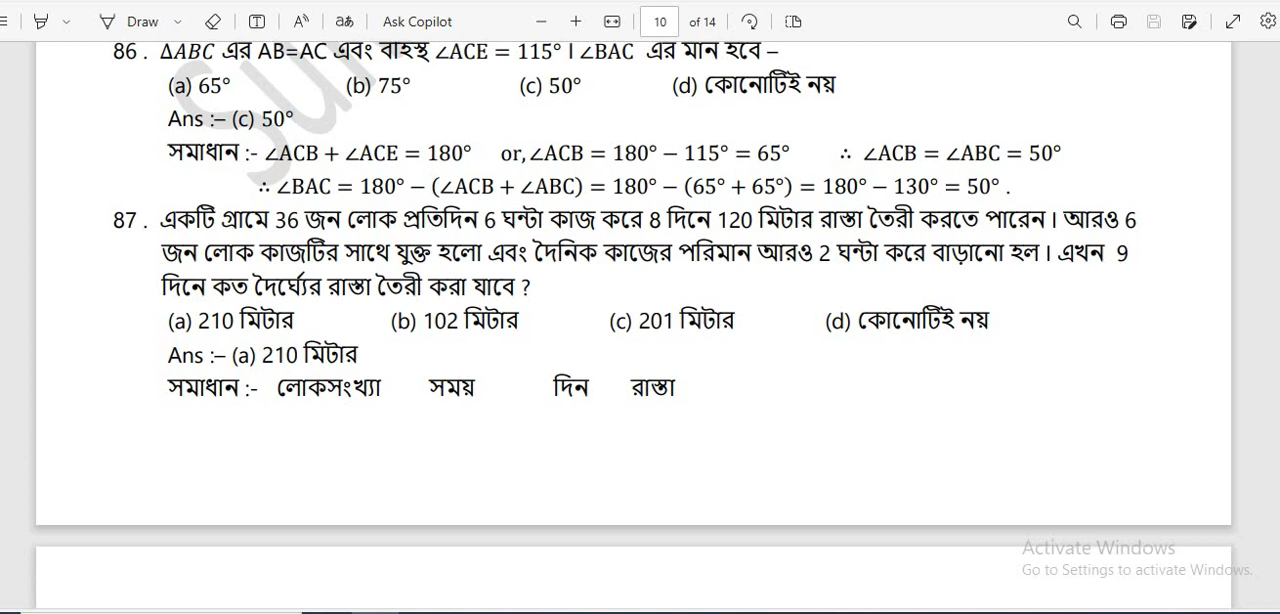 Draw
Ask Copilot
10 of 14
86 . ΔABC এর AB=AC এবং বাহিস্থ ∠ACE = 115° । ∠BAC এর মান হবে –
(a) 65° (b) 75° (c) 50° (d) কোনোটিই নয়
Ans :– (c) 50°
সমাধান :- ∠ACB + ∠ACE = 180° or, ∠ACB = 180° − 115° = 65° ∴ ∠ACB = ∠ABC = 50°
∴ ∠BAC = 180° − (∠ACB + ∠ABC) = 180° − (65° + 65°) = 180° − 130° = 50° .
87 . একটি গ্রামে 36 জন লোক প্রতিদিন 6 ঘন্টা কাজ করে 8 দিনে 120 মিটার রাস্তা তৈরী করতে পারেন। আরও 6
জন লোক কাজটির সাথে যুক্ত হলো এবং দৈনিক কাজের পরিমান আরও 2 ঘন্টা করে বাড়ানো হল। এখন 9
দিনে কত দৈর্ঘ্যের রাস্তা তৈরী করা যাবে ?
(a) 210 মিটার (b) 102 মিটার (c) 201 মিটার (d) কোনোটিই নয়
Ans :– (a) 210 মিটার
সমাধান :- লোকসংখ্যা সময় দিন রাস্তা
Activate Windows
Go to Settings to activate Windows.